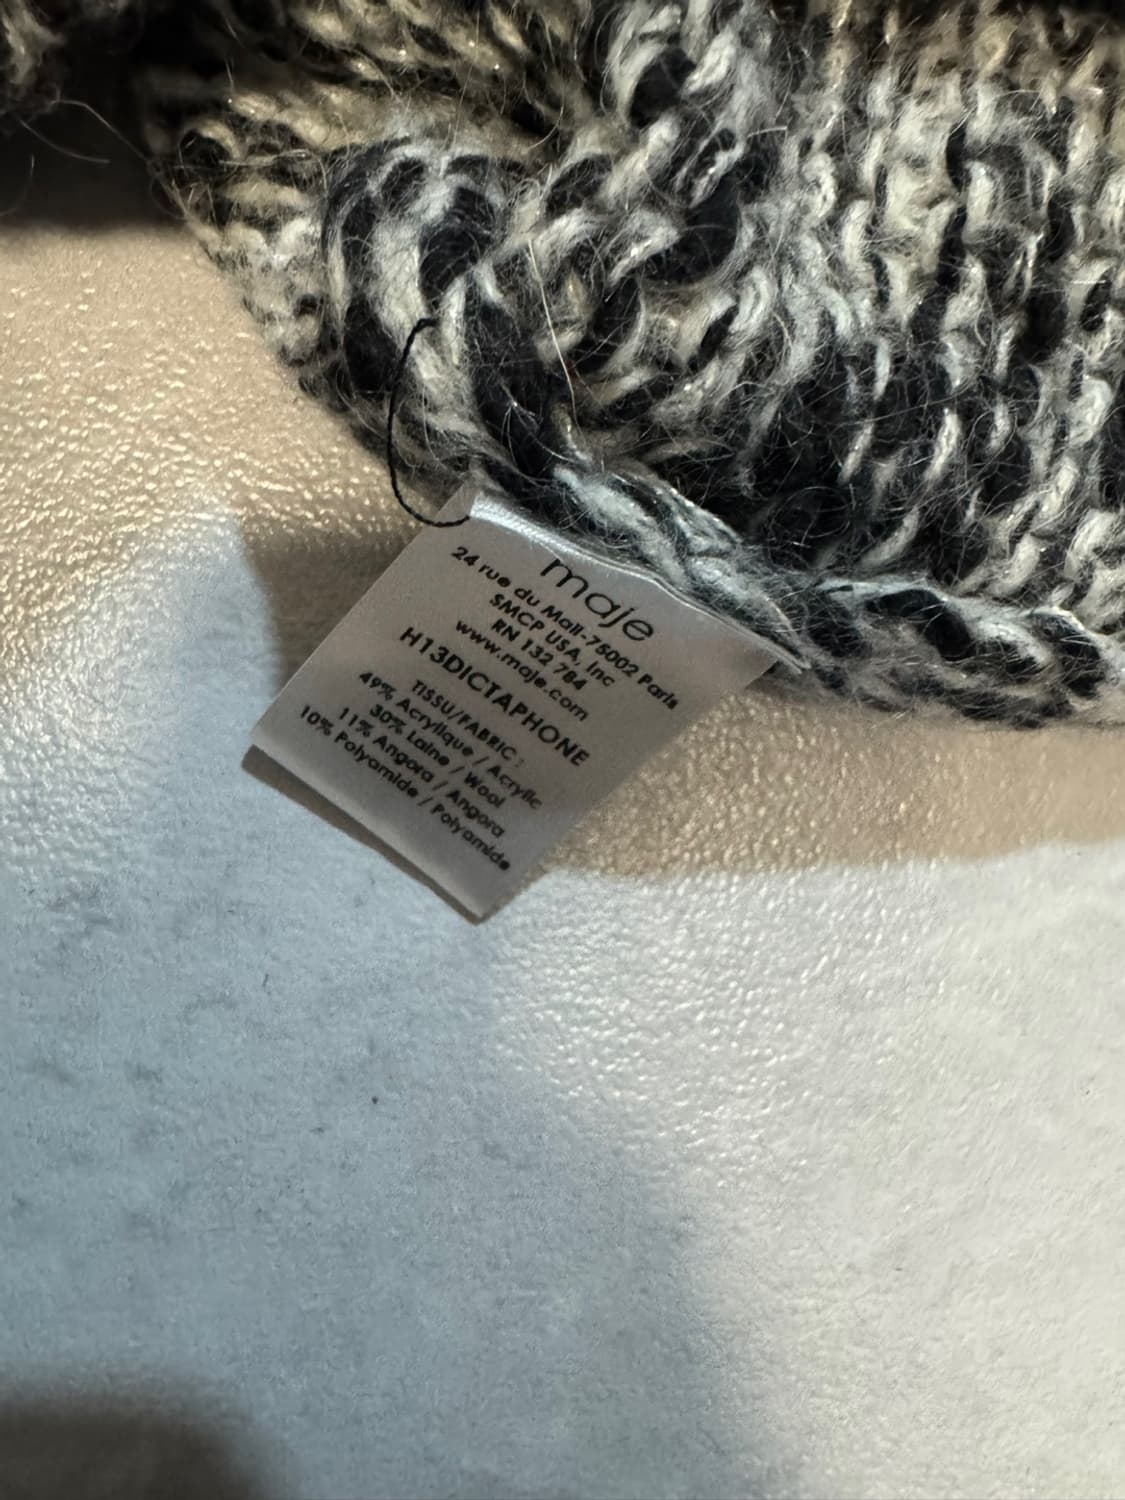 maje
24 rue du Mail-75002 Paris
SMCP USA, Inc
RN 132 784
www.maje.com
H13DICTAPHONE
TISSU/FABRIC :
49% Acrylique / Acrylic
30% Laine / Wool
11% Angora / Angora
10% Polyamide / Polyamide